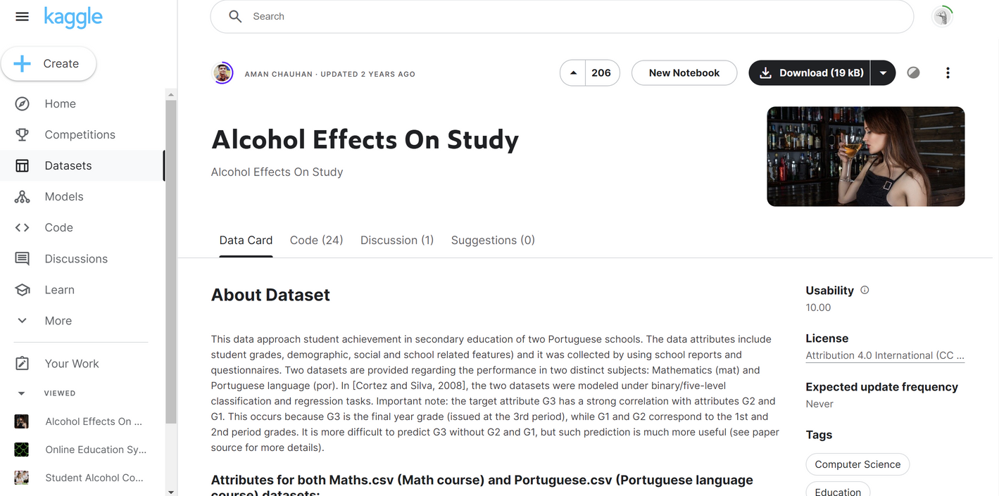 kaggle
Search
Create
Home
Competitions
Datasets
Models
Code
Discussions
Learn
More
Your Work
VIEWED
Alcohol Effects On ...
Online Education Sy...
Student Alcohol Co...
AMAN CHAUHAN · UPDATED 2 YEARS AGO
206
New Notebook
Download (19 kB)
Alcohol Effects On Study
Alcohol Effects On Study
Data Card
Code (24)
Discussion (1)
Suggestions (0)
About Dataset
This data approach student achievement in secondary education of two Portuguese schools. The data attributes include
student grades, demographic, social and school related features) and it was collected by using school reports and
questionnaires. Two datasets are provided regarding the performance in two distinct subjects: Mathematics (mat) and
Portuguese language (por). In [Cortez and Silva, 2008], the two datasets were modeled under binary/five-level
classification and regression tasks. Important note: the target attribute G3 has a strong correlation with attributes G2 and
G1. This occurs because G3 is the final year grade (issued at the 3rd period), while G1 and G2 correspond to the 1st and
2nd period grades. It is more difficult to predict G3 without G2 and G1, but such prediction is much more useful (see paper
source for more details).
Attributes for both Maths.csv (Math course) and Portuguese.csv (Portuguese language
course) datasets:
Usability
10.00
License
Attribution 4.0 International (CC ...
Expected update frequency
Never
Tags
Computer Science
Education